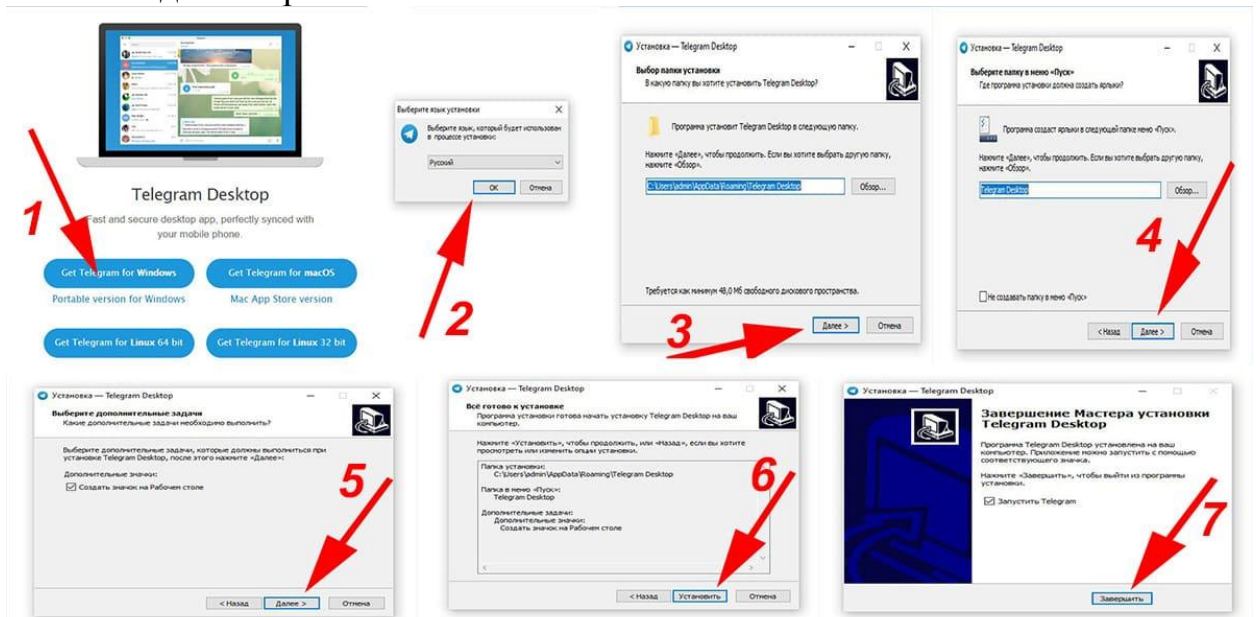 1
Telegram Desktop
Fast and secure desktop app, perfectly synced with
your mobile phone.
Get Telegram for Windows
Get Telegram for macOS
Portable version for Windows
Mac App Store version
Get Telegram for Linux 64 bit
Get Telegram for Linux 32 bit
Выберите язык установки
Выберите язык, который будет использован
в процессе установки:
Русский
OK
Отмена
2
Установка — Telegram Desktop
Выбор папки установки
В какую папку вы хотите установить Telegram Desktop?
Программа установит Telegram Desktop в следующую папку.
Нажмите «Далее», чтобы продолжить. Если вы хотите выбрать другую папку,
нажмите «Обзор».
C:\Users\admin\AppData\Roaming\Telegram Desktop
Обзор...
Требуется как минимум 48,0 Мб свободного дискового пространства.
3
Далее >
Отмена
Установка — Telegram Desktop
Выберите папку в меню «Пуск»
Где программа установки должна создать ярлыки?
Программа создаст ярлыки в следующей папке меню «Пуск».
Нажмите «Далее», чтобы продолжить. Если вы хотите выбрать другую папку,
нажмите «Обзор».
Telegram Desktop
Обзор...
4
Не создавать папку в меню «Пуск»
< Назад
Далее >
Отмена
Установка — Telegram Desktop
Выберите дополнительные задачи
Какие дополнительные задачи необходимо выполнить?
Выберите дополнительные задачи, которые должны выполниться при
установке Telegram Desktop, после этого нажмите «Далее»:
Дополнительные значки:
Создать значок на Рабочем столе
5
< Назад
Далее >
Отмена
Установка — Telegram Desktop
Всё готово к установке
Программа установки готова начать установку Telegram Desktop на ваш
компьютер.
Нажмите «Установить», чтобы продолжить, или «Назад», если вы хотите
просмотреть или изменить опции установки.
Папка установки:
C:\Users\admin\AppData\Roaming\Telegram Desktop
Папка в меню «Пуск»:
Telegram Desktop
Дополнительные задачи:
Дополнительные значки:
Создать значок на Рабочем столе
6
< Назад
Установить
Отмена
Установка — Telegram Desktop
Завершение Мастера установки
Telegram Desktop
Программа Telegram Desktop установлена на ваш
компьютер. Приложение можно запустить с помощью
соответствующего значка.
Нажмите «Завершить», чтобы выйти из программы
установки.
Запустить Telegram
7
Завершить